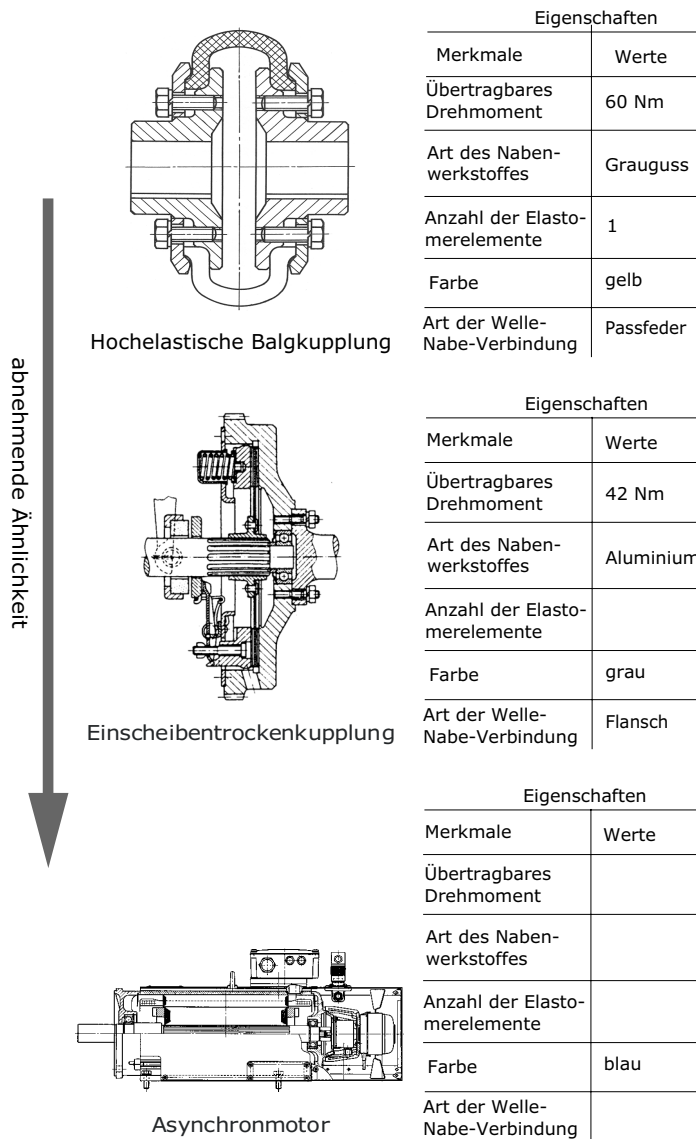 abnehmende Ähnlichkeit
Eigenschaften
Merkmale Werte
Übertragbares
Drehmoment 60 Nm
Art des Naben-
werkstoffes Grauguss
Anzahl der Elasto-
merelemente 1
Farbe gelb
Art der Welle-
Nabe-Verbindung Passfeder
Hochelastische Balgkupplung
Eigenschaften
Merkmale Werte
Übertragbares
Drehmoment 42 Nm
Art des Naben-
werkstoffes Aluminium
Anzahl der Elasto-
merelemente
Farbe grau
Art der Welle-
Nabe-Verbindung Flansch
Einscheibentrockenkupplung
Eigenschaften
Merkmale Werte
Übertragbares
Drehmoment
Art des Naben-
werkstoffes
Anzahl der Elasto-
merelemente
Farbe blau
Art der Welle-
Nabe-Verbindung
Asynchronmotor